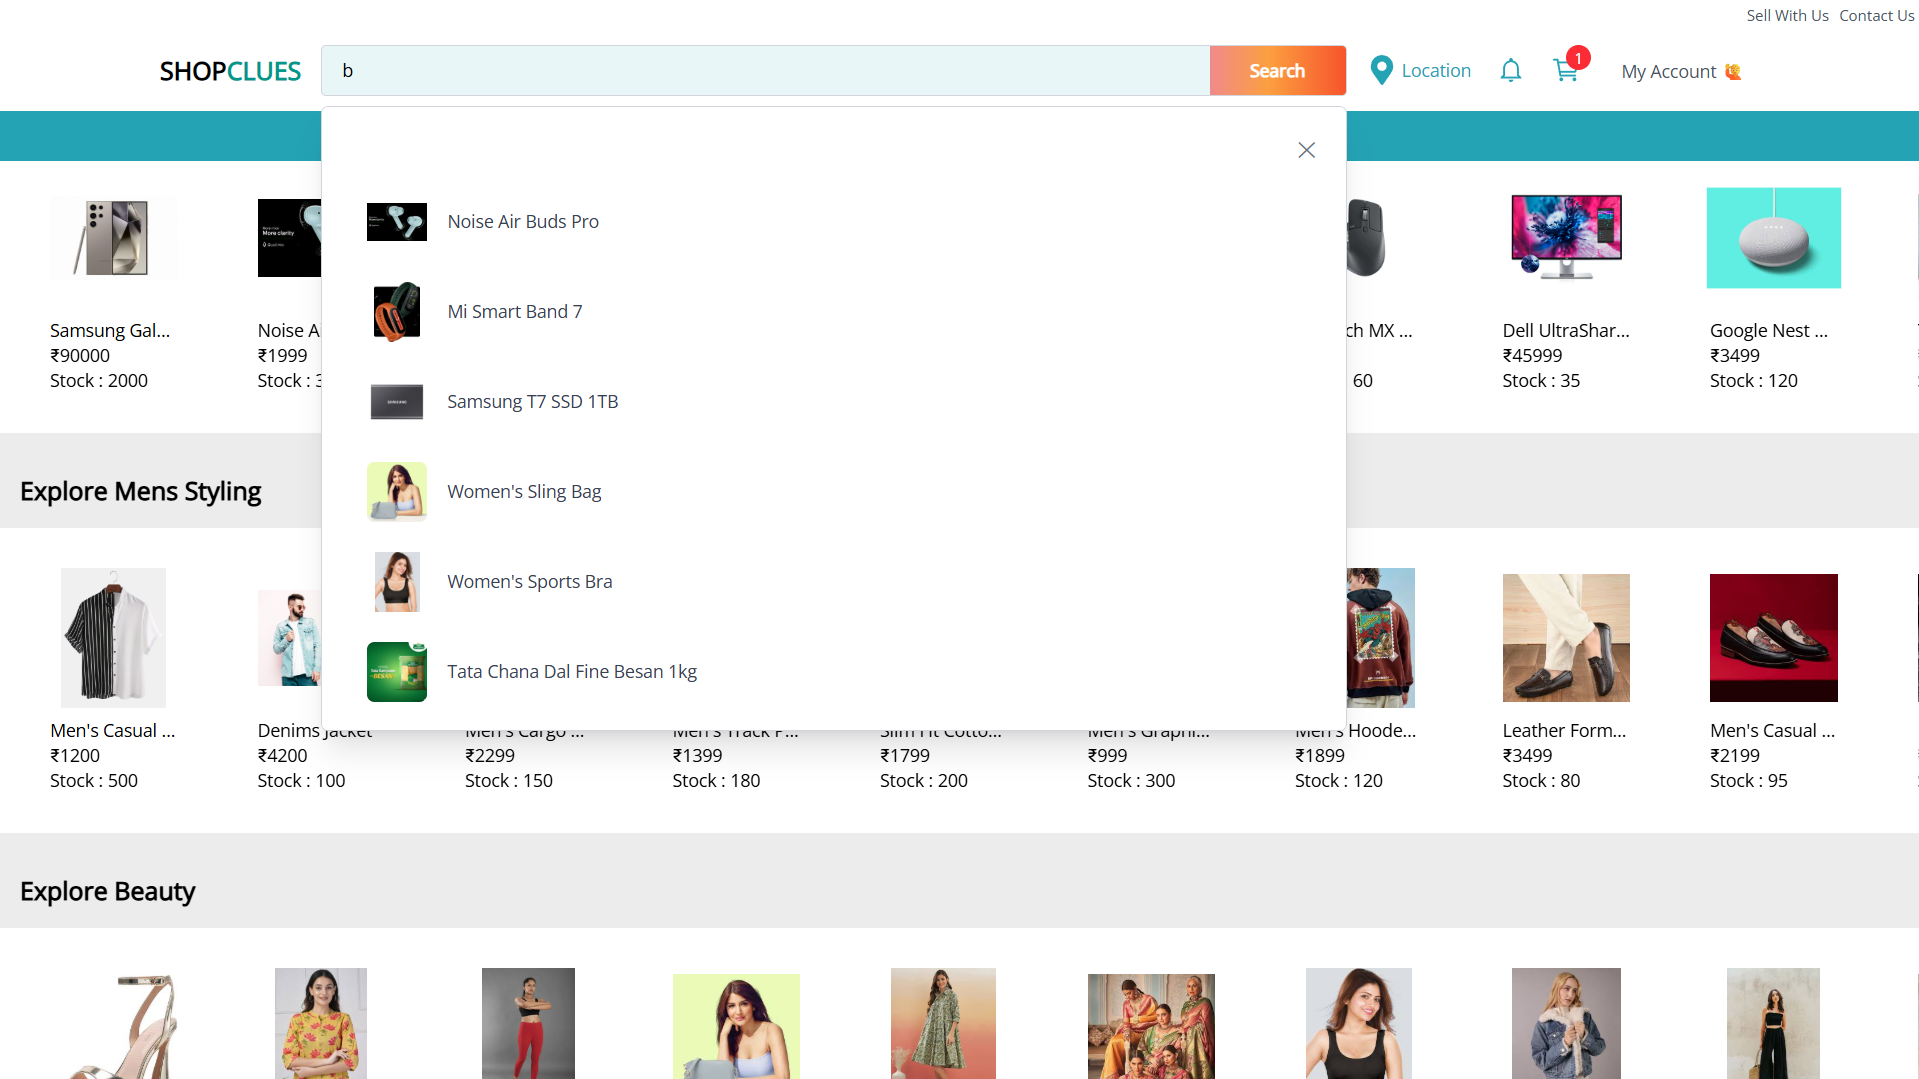 Sell With Us Contact Us
SHOPCLUES
b
Search
Location
1
My Account
Noise Air Buds Pro
Mi Smart Band 7
Samsung T7 SSD 1TB
Women's Sling Bag
Women's Sports Bra
Tata Chana Dal Fine Besan 1kg
More clarity
Samsung Gal...
₹90000
Stock : 2000
Noise A
₹1999
Stock : 3
ch MX ...
60
Dell UltraShar...
₹45999
Stock : 35
Google Nest ...
₹3499
Stock : 120
Explore Mens Styling
Men's Casual ...
₹1200
Stock : 500
Denims Jacket
₹4200
Stock : 100
Men's Cargo ...
₹2299
Stock : 150
Men's Track P...
₹1399
Stock : 180
Slim Fit Cotto...
₹1799
Stock : 200
Men's Graphi...
₹999
Stock : 300
Men's Hoode...
₹1899
Stock : 120
Leather Form...
₹3499
Stock : 80
Men's Casual ...
₹2199
Stock : 95
Explore Beauty